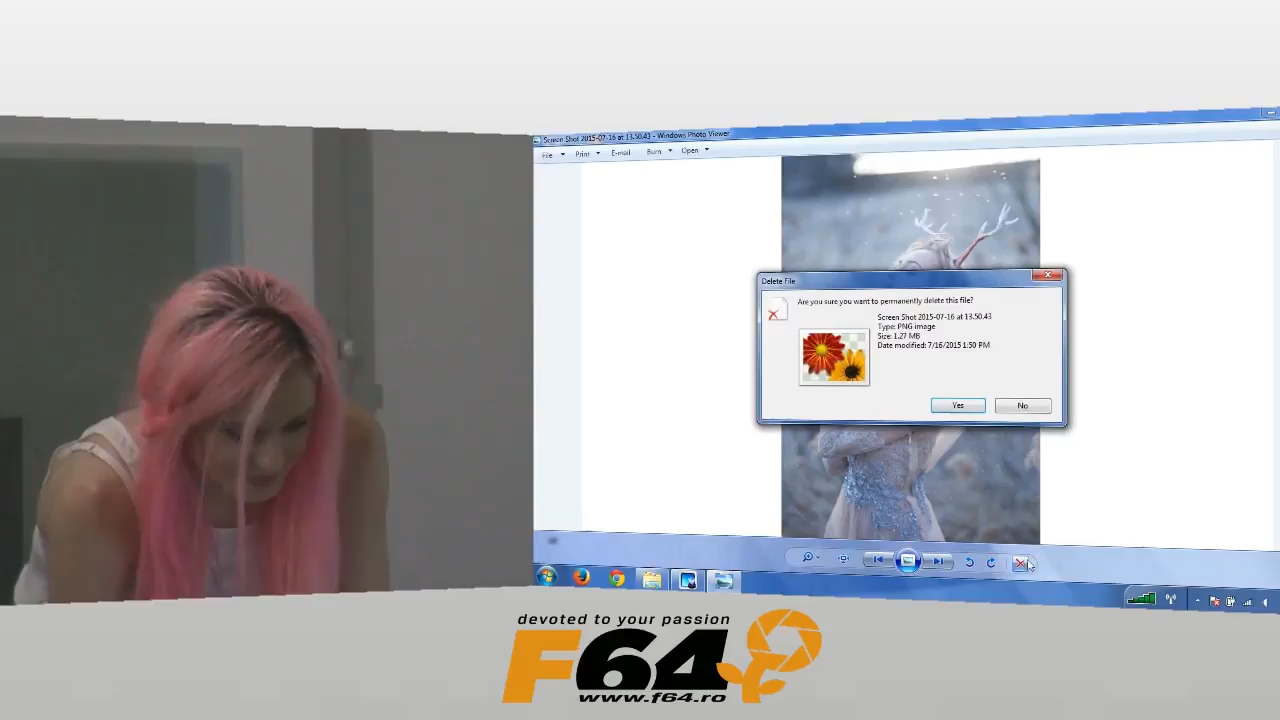 Screen Shot 2015-07-16 at 13.50.43 - Windows Photo Viewer
File Print E-mail Burn Open
Delete File
Are you sure you want to permanently delete this file?
Screen Shot 2015-07-16 at 13.50.43
Type: PNG image
Size: 1.27 MB
Date modified: 7/16/2015 1:50 PM
Yes No
devoted to your passion
F64
www.f64.ro